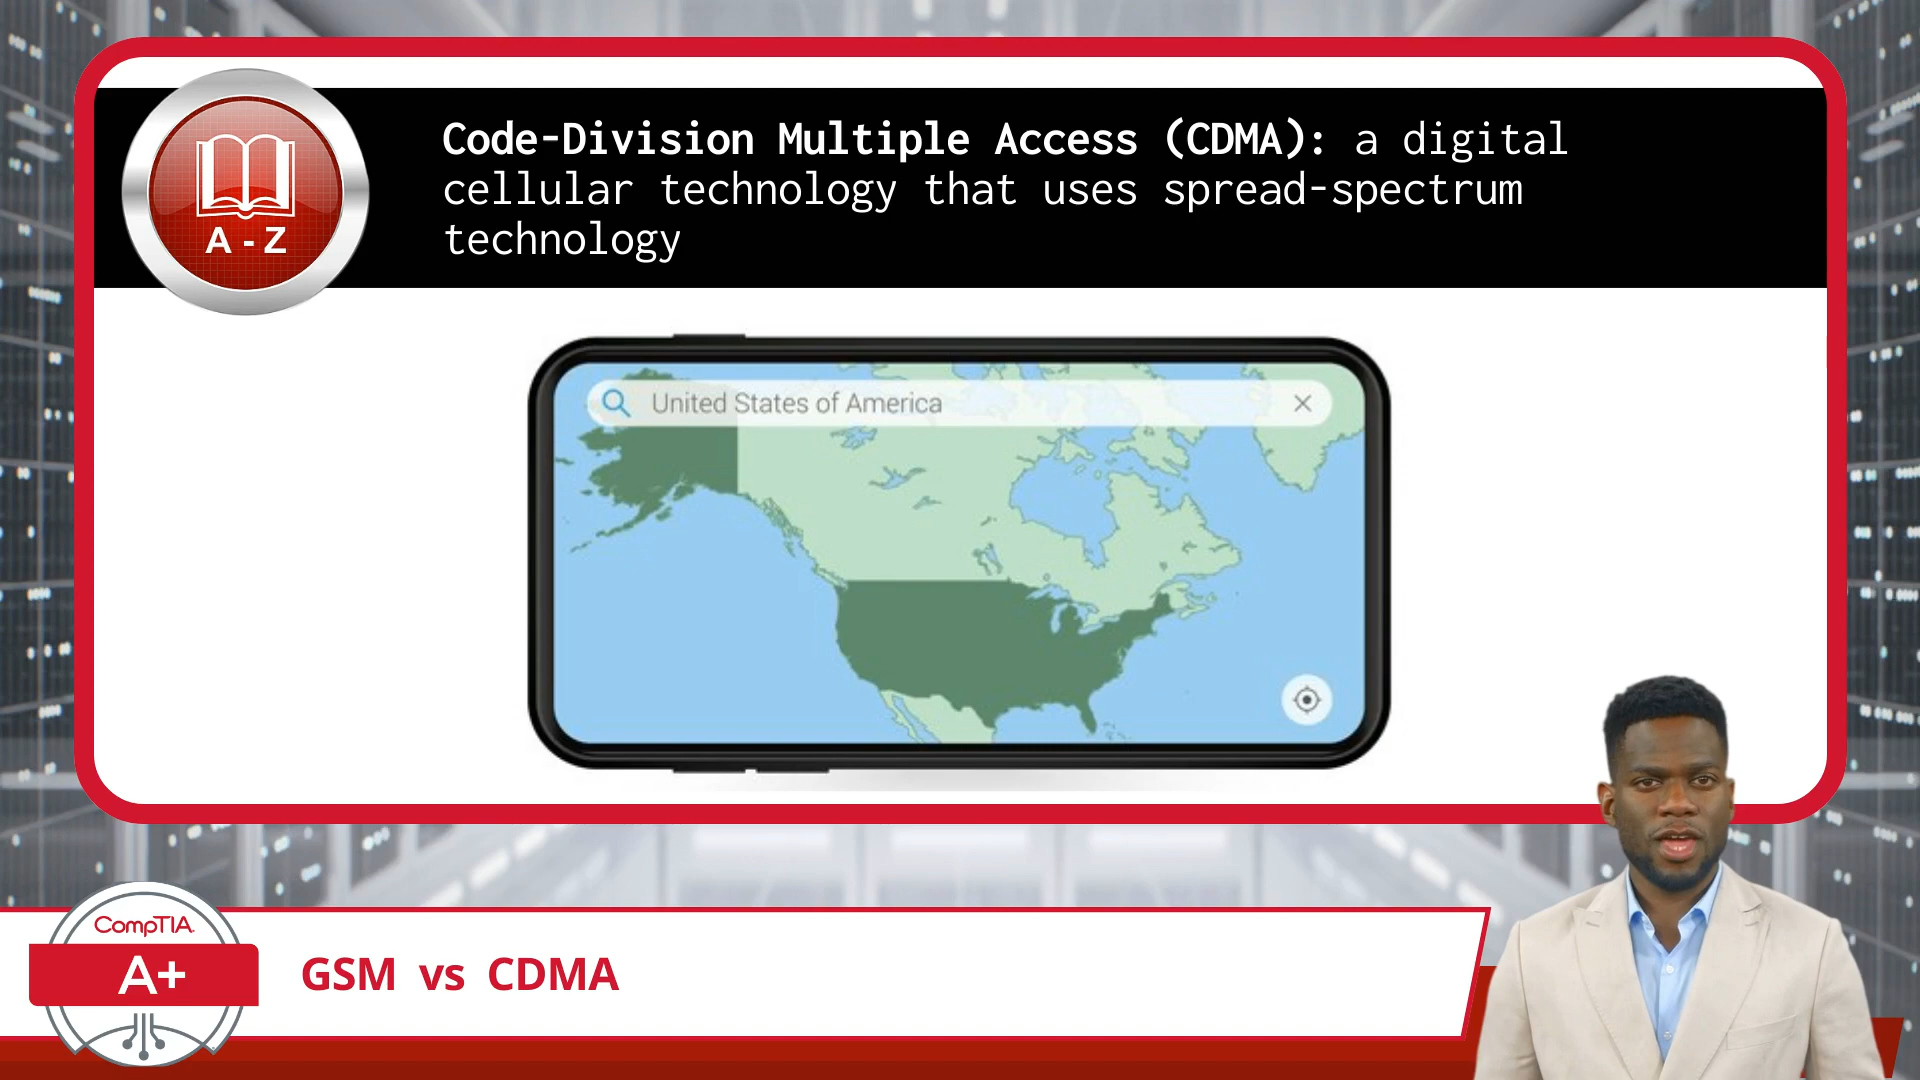 Code-Division Multiple Access (CDMA): a digital
cellular technology that uses spread-spectrum
technology
A - Z
United States of America
CompTIA.
A+
GSM vs CDMA